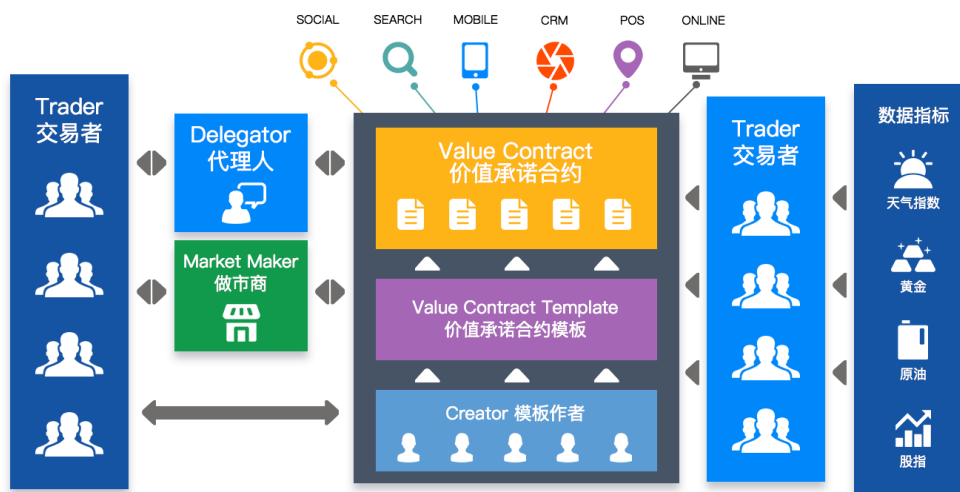 SOCIAL
SEARCH
MOBILE
CRM
POS
ONLINE
Trader
交易者
Delegator
代理人
Market Maker
做市商
Value Contract
价值承诺合约
Value Contract Template
价值承诺合约模板
Creator 模板作者
Trader
交易者
数据指标
天气指数
黄金
原油
股指